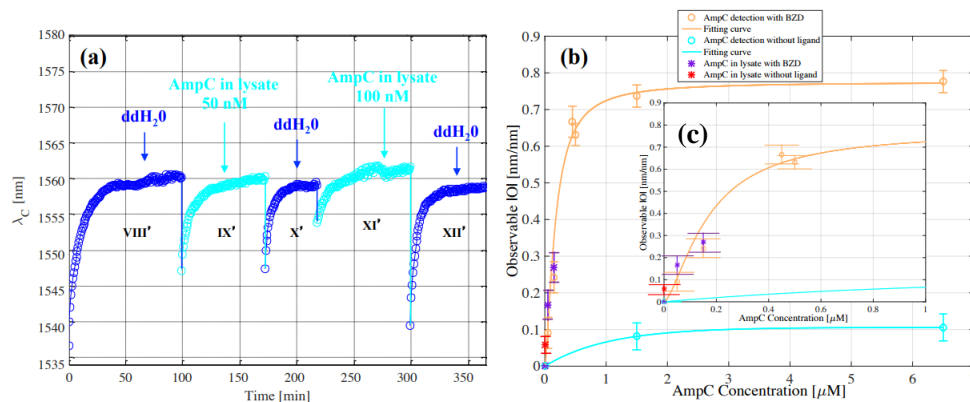 (a)
1580
1575
1570
1565
1560
1555
1550
1545
1540
1535
λC [nm]
0
50
100
150
200
250
300
350
Time [min]
ddH20
AmpC in lysate
50 nM
ddH20
AmpC in lysate
100 nM
ddH20
VIII'
IX'
X'
XI'
XII'
(b)
AmpC detection with BZD
Fitting curve
AmpC detection without ligand
Fitting curve
AmpC in lysate with BZD
AmpC in lysate without ligand
0.9
0.8
0.7
0.6
0.5
0.4
0.3
0.2
0.1
0
Observable |O| [nm/nm]
0
1
2
3
4
5
6
AmpC Concentration [μM]
(c)
0.9
0.8
0.7
0.6
0.5
0.4
0.3
0.2
0.1
0
Observable |O| [nm/nm]
0
0.2
0.4
0.6
0.8
1
AmpC Concentration [μM]